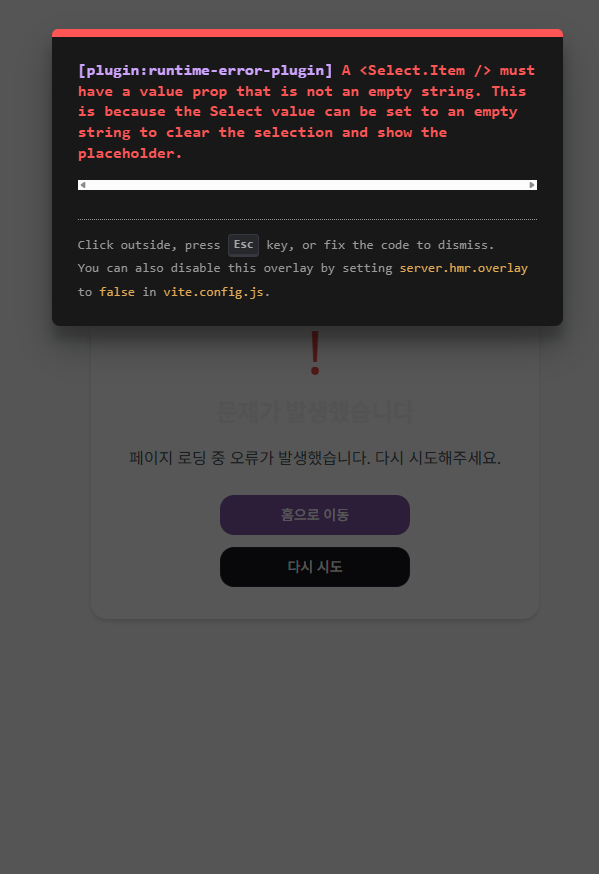 [plugin:runtime-error-plugin] A <Select.Item /> must
have a value prop that is not an empty string. This
is because the Select value can be set to an empty
string to clear the selection and show the
placeholder.
Click outside, press Esc key, or fix the code to dismiss.
You can also disable this overlay by setting server.hmr.overlay
to false in vite.config.js.
!
문제가 발생했습니다
페이지 로딩 중 오류가 발생했습니다. 다시 시도해주세요.
홈으로 이동
다시 시도